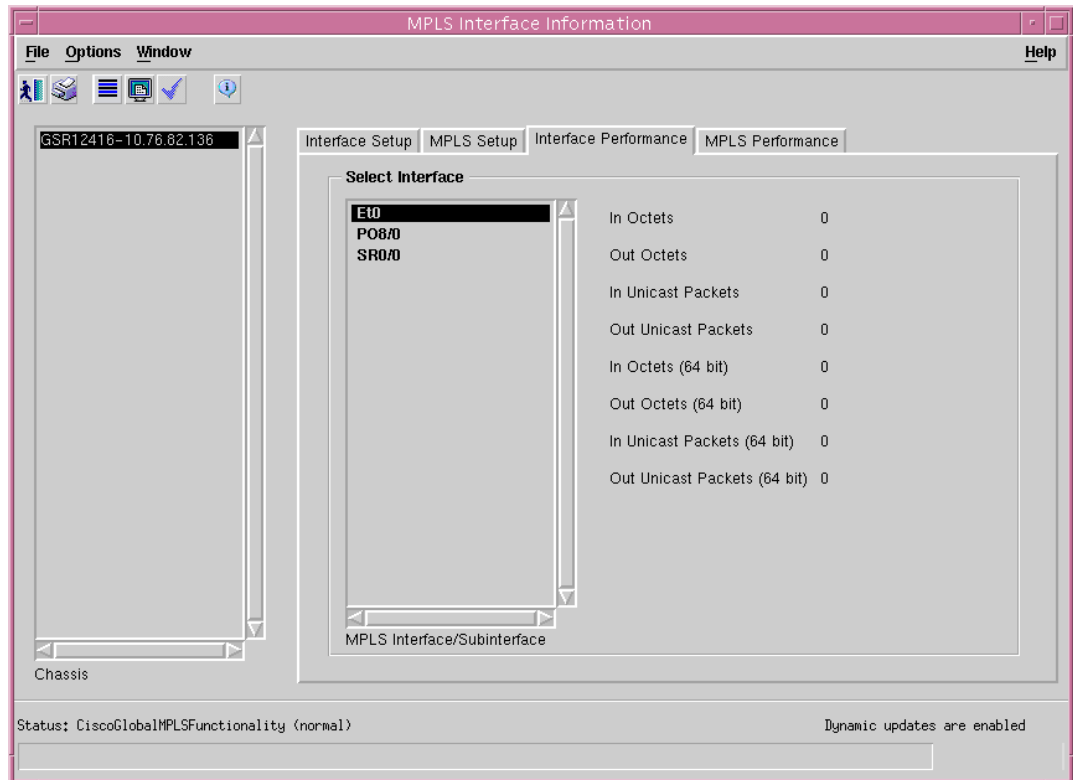 MPLS Interface Information
File Options Window Help
GSR12416-10.76.82.136
Interface Setup MPLS Setup Interface Performance MPLS Performance
Select Interface
Et0
PO8/0
SR0/0
In Octets 0
Out Octets 0
In Unicast Packets 0
Out Unicast Packets 0
In Octets (64 bit) 0
Out Octets (64 bit) 0
In Unicast Packets (64 bit) 0
Out Unicast Packets (64 bit) 0
MPLS Interface/Subinterface
Chassis
Status: CiscoGlobalMPLSFunctionality (normal) Dynamic updates are enabled